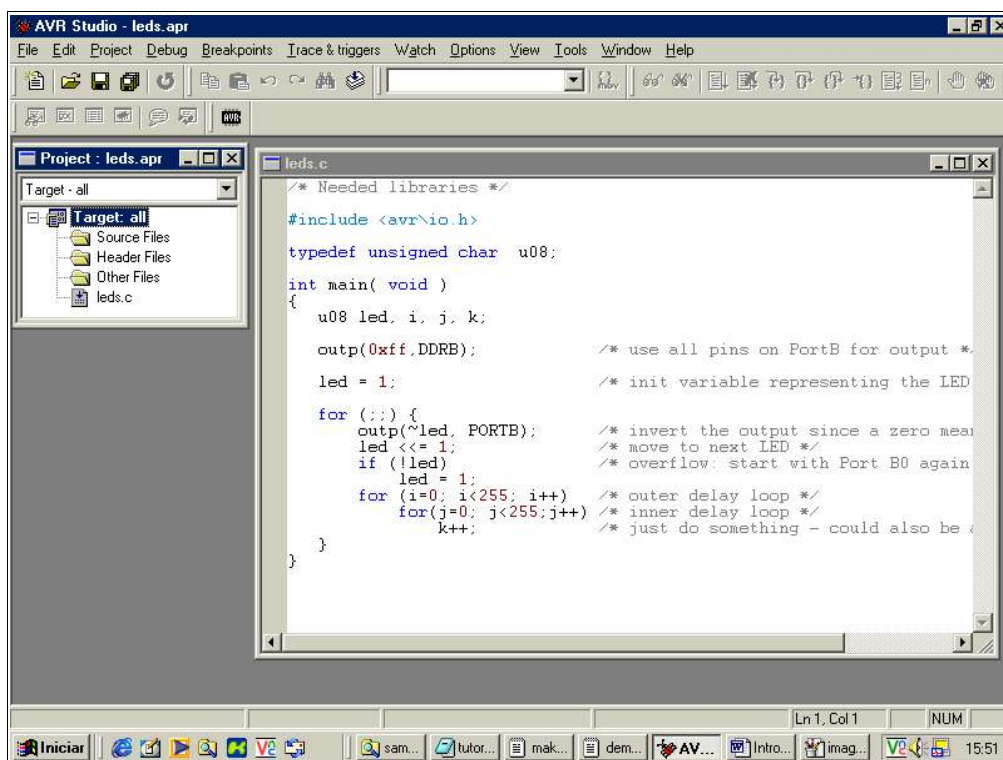 AVR Studio - leds.apr
File Edit Project Debug Breakpoints Trace & triggers Watch Options View Tools Window Help
AVR
Project : leds.apr
Target - all
Target: all
Source Files
Header Files
Other Files
leds.c
leds.c
/* Needed libraries */
#include <avr\io.h>
typedef unsigned char u08;
int main( void )
{
u08 led, i, j, k;
outp(0xff,DDRB); /* use all pins on PortB for output *
led = 1; /* init variable representing the LED
for (;;) {
outp(~led, PORTB); /* invert the output since a zero
led <<= 1; /* move to next LED */
if (!led) /* overflow: start with Port B0 again
led = 1;
for (i=0; i<255; i++) /* outer delay loop */
for(j=0; j<255;j++) /* inner delay loop */
k++; /* just do something - could also be
}
}
Ln 1, Col 1 NUM
Iniciar sam... tutor... mak... dem... AV... Intro... imag... 15:51